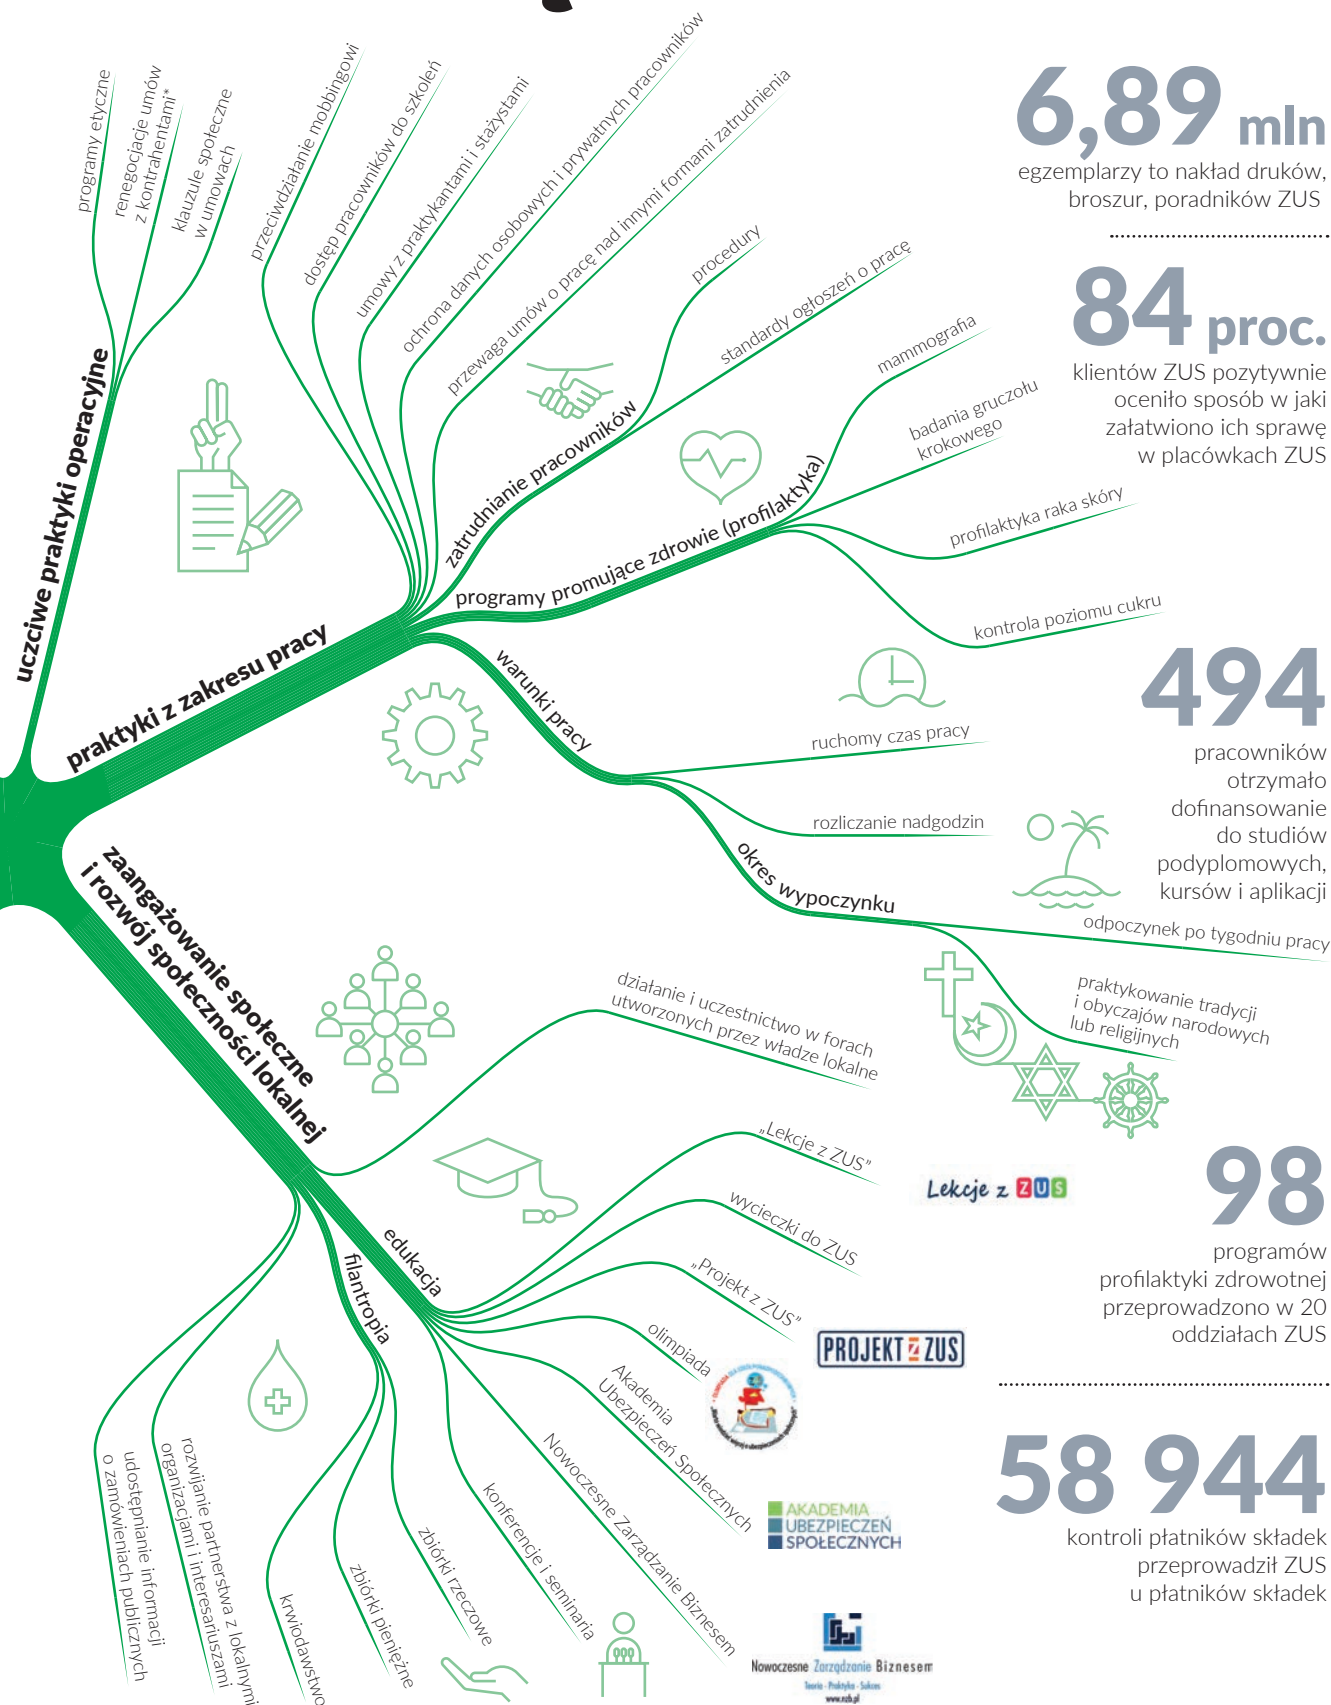 programy etyczne
renegocjacje umów
z kontrahentami*
klauzule społeczne
w umowach
przeciwdziałanie mobbingowi
dostęp pracowników do szkoleń
umowy z praktykantami i stażystami
ochrona danych osobowych i prywatnych pracowników
przewaga umów o pracę nad innymi formami zatrudnienia
procedury
standardy ogłoszeń o pracę
mammografia
badania gruczołu
krokowego
profilaktyka raka skóry
kontrola poziomu cukru
uczciwe praktyki operacyjne
praktyki z zakresu pracy
zatrudnianie pracowników
programy promujące zdrowie (profilaktyka)
warunki pracy
ruchomy czas pracy
rozliczanie nadgodzin
okres wypoczynku
odpoczynek po tygodniu pracy
praktykowanie tradycji
i obyczajów narodowych
lub religijnych
zaangażowanie społeczne
i rozwój społeczności lokalnej
działanie i uczestnictwo w forach
utworzonych przez władze lokalne
edukacja
„Lekcje z ZUS”
Lekcje z ZUS
wycieczki do ZUS
„Projekt z ZUS”
PROJEKT Z ZUS
olimpiada
Akademia
Ubezpieczeń Społecznych
AKADEMIA
UBEZPIECZEŃ
SPOŁECZNYCH
Nowoczesne Zarządzanie Biznesem
Nowoczesne Zarządzanie Biznesem
Teoria - Praktyka - Sukces
www.nzb.pl
konferencje i seminaria
filantropia
zbiórki rzeczowe
zbiórki pieniężne
krwiodawstwo
rozwijanie partnerstwa z lokalnymi
organizacjami i interesariuszami
udostępnianie informacji
o zamówieniach publicznych
6,89 mln
egzemplarzy to nakład druków,
broszur, poradników ZUS
84 proc.
klientów ZUS pozytywnie
oceniło sposób w jaki
załatwiono ich sprawę
w placówkach ZUS
494
pracowników
otrzymało
dofinansowanie
do studiów
podyplomowych,
kursów i aplikacji
98
programów
profilaktyki zdrowotnej
przeprowadzono w 20
oddziałach ZUS
58 944
kontroli płatników składek
przeprowadził ZUS
u płatników składek